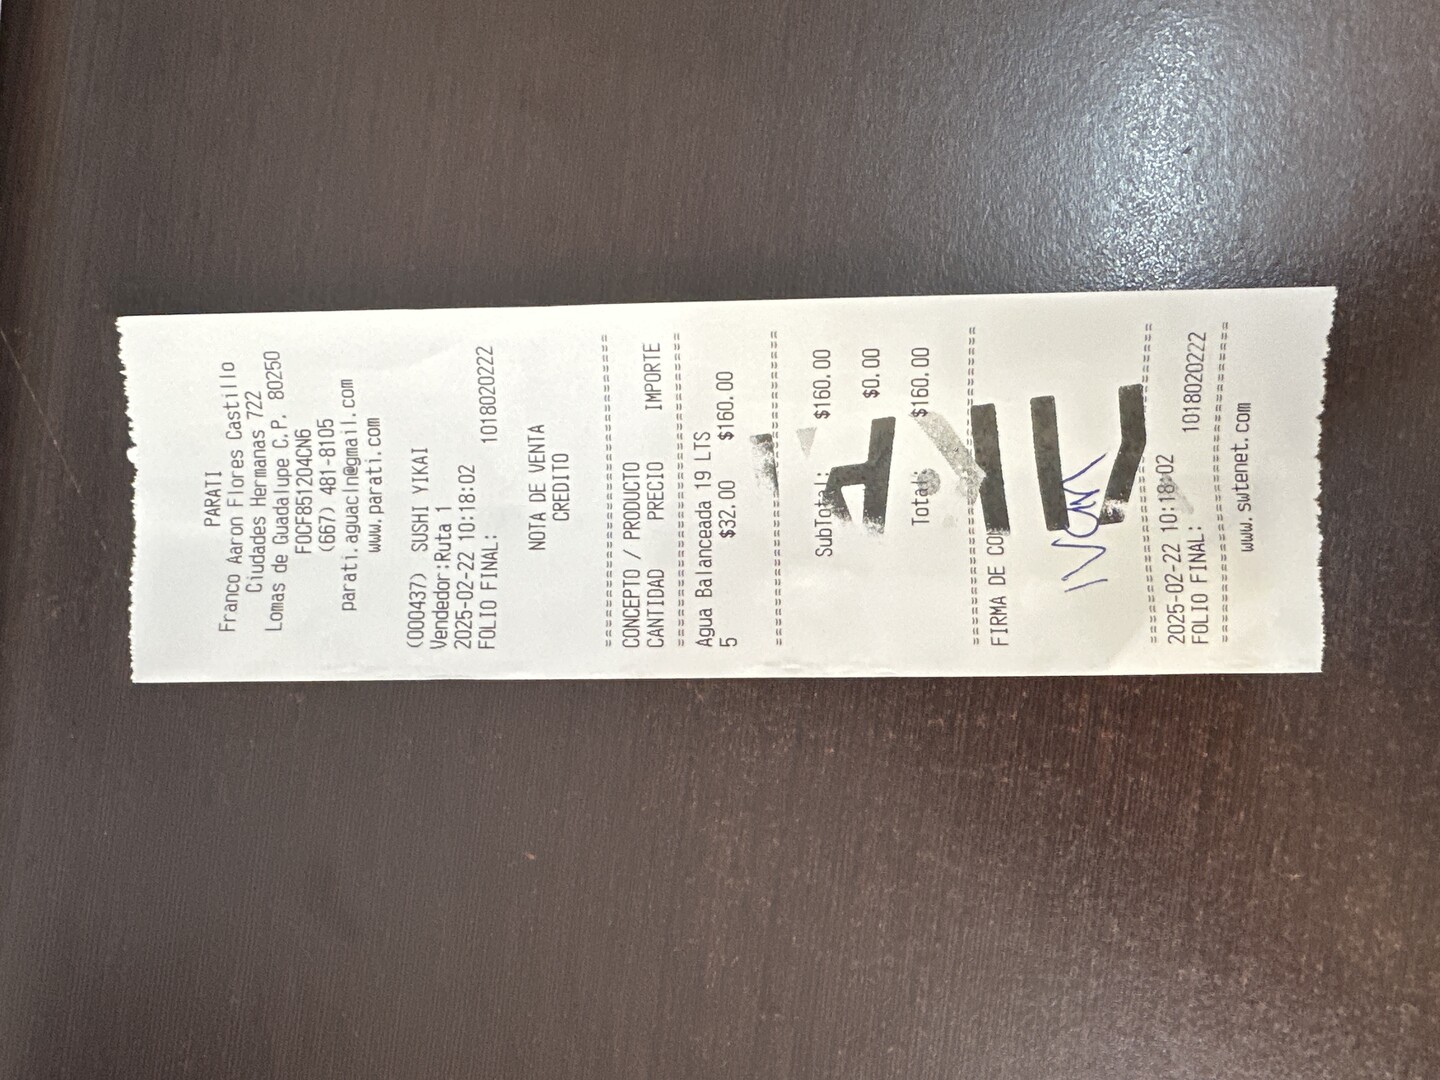 PARATI
Franco Aaron Flores Castillo
Ciudades Hermanas 722
Lomas de Guadalupe C.P. 80250
FOCF851204CN6
(667) 481-8105
parati.aguacln@gmail.com
www.parati.com
(000437) SUSHI YIKAI
Vendedor:Ruta 1
2025-02-22 10:18:02
FOLIO FINAL: 1018020222
NOTA DE VENTA
CREDITO
==============================
CONCEPTO / PRODUCTO
CANTIDAD PRECIO IMPORTE
==============================
Agua Balanceada 19 LTS
5 $32.00 $160.00
==============================
SubTotal: $160.00
$0.00
Total: $160.00
==============================
FIRMA DE
IVan
==============================
2025-02-22 10:18:02
FOLIO FINAL: 1018020222
==============================
www.swtenet.com